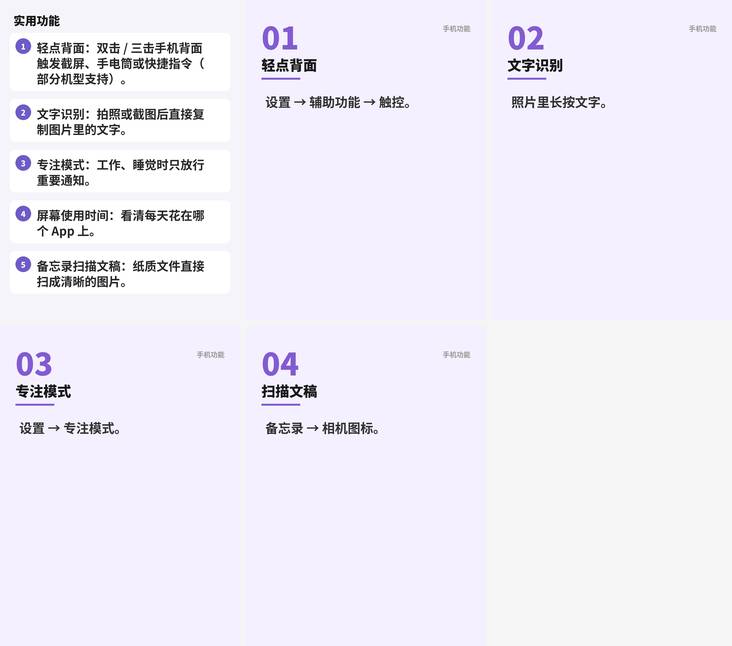 实用功能
1
轻点背面：双击 / 三击手机背面
触发截屏、手电筒或快捷指令（
部分机型支持）。
2
文字识别：拍照或截图后直接复
制图片里的文字。
3
专注模式：工作、睡觉时只放行
重要通知。
4
屏幕使用时间：看清每天花在哪
个 App 上。
5
备忘录扫描文稿：纸质文件直接
扫成清晰的图片。
01
手机功能
轻点背面
设置 → 辅助功能 → 触控。
02
手机功能
文字识别
照片里长按文字。
03
手机功能
专注模式
设置 → 专注模式。
04
手机功能
扫描文稿
备忘录 → 相机图标。